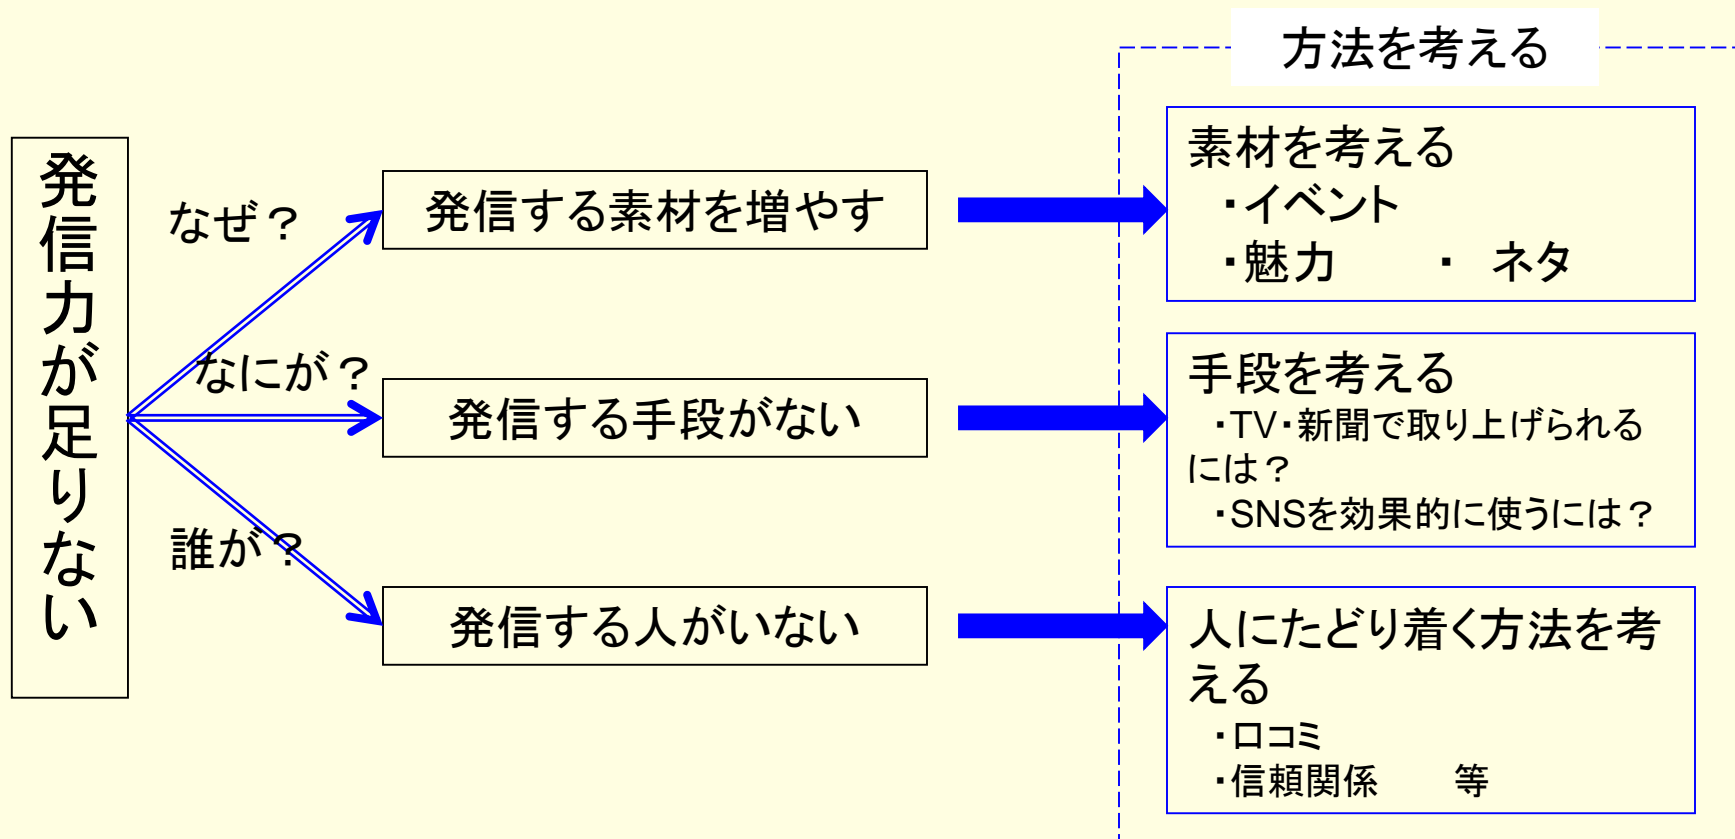 方法を考える
発信力が足りない
なぜ？
発信する素材を増やす
素材を考える
・イベント
・魅力　　・　ネタ
なにが？
発信する手段がない
手段を考える
・TV・新聞で取り上げられる
には？
・SNSを効果的に使うには？
誰が？
発信する人がいない
人にたどり着く方法を考
える
・口コミ
・信頼関係　　等